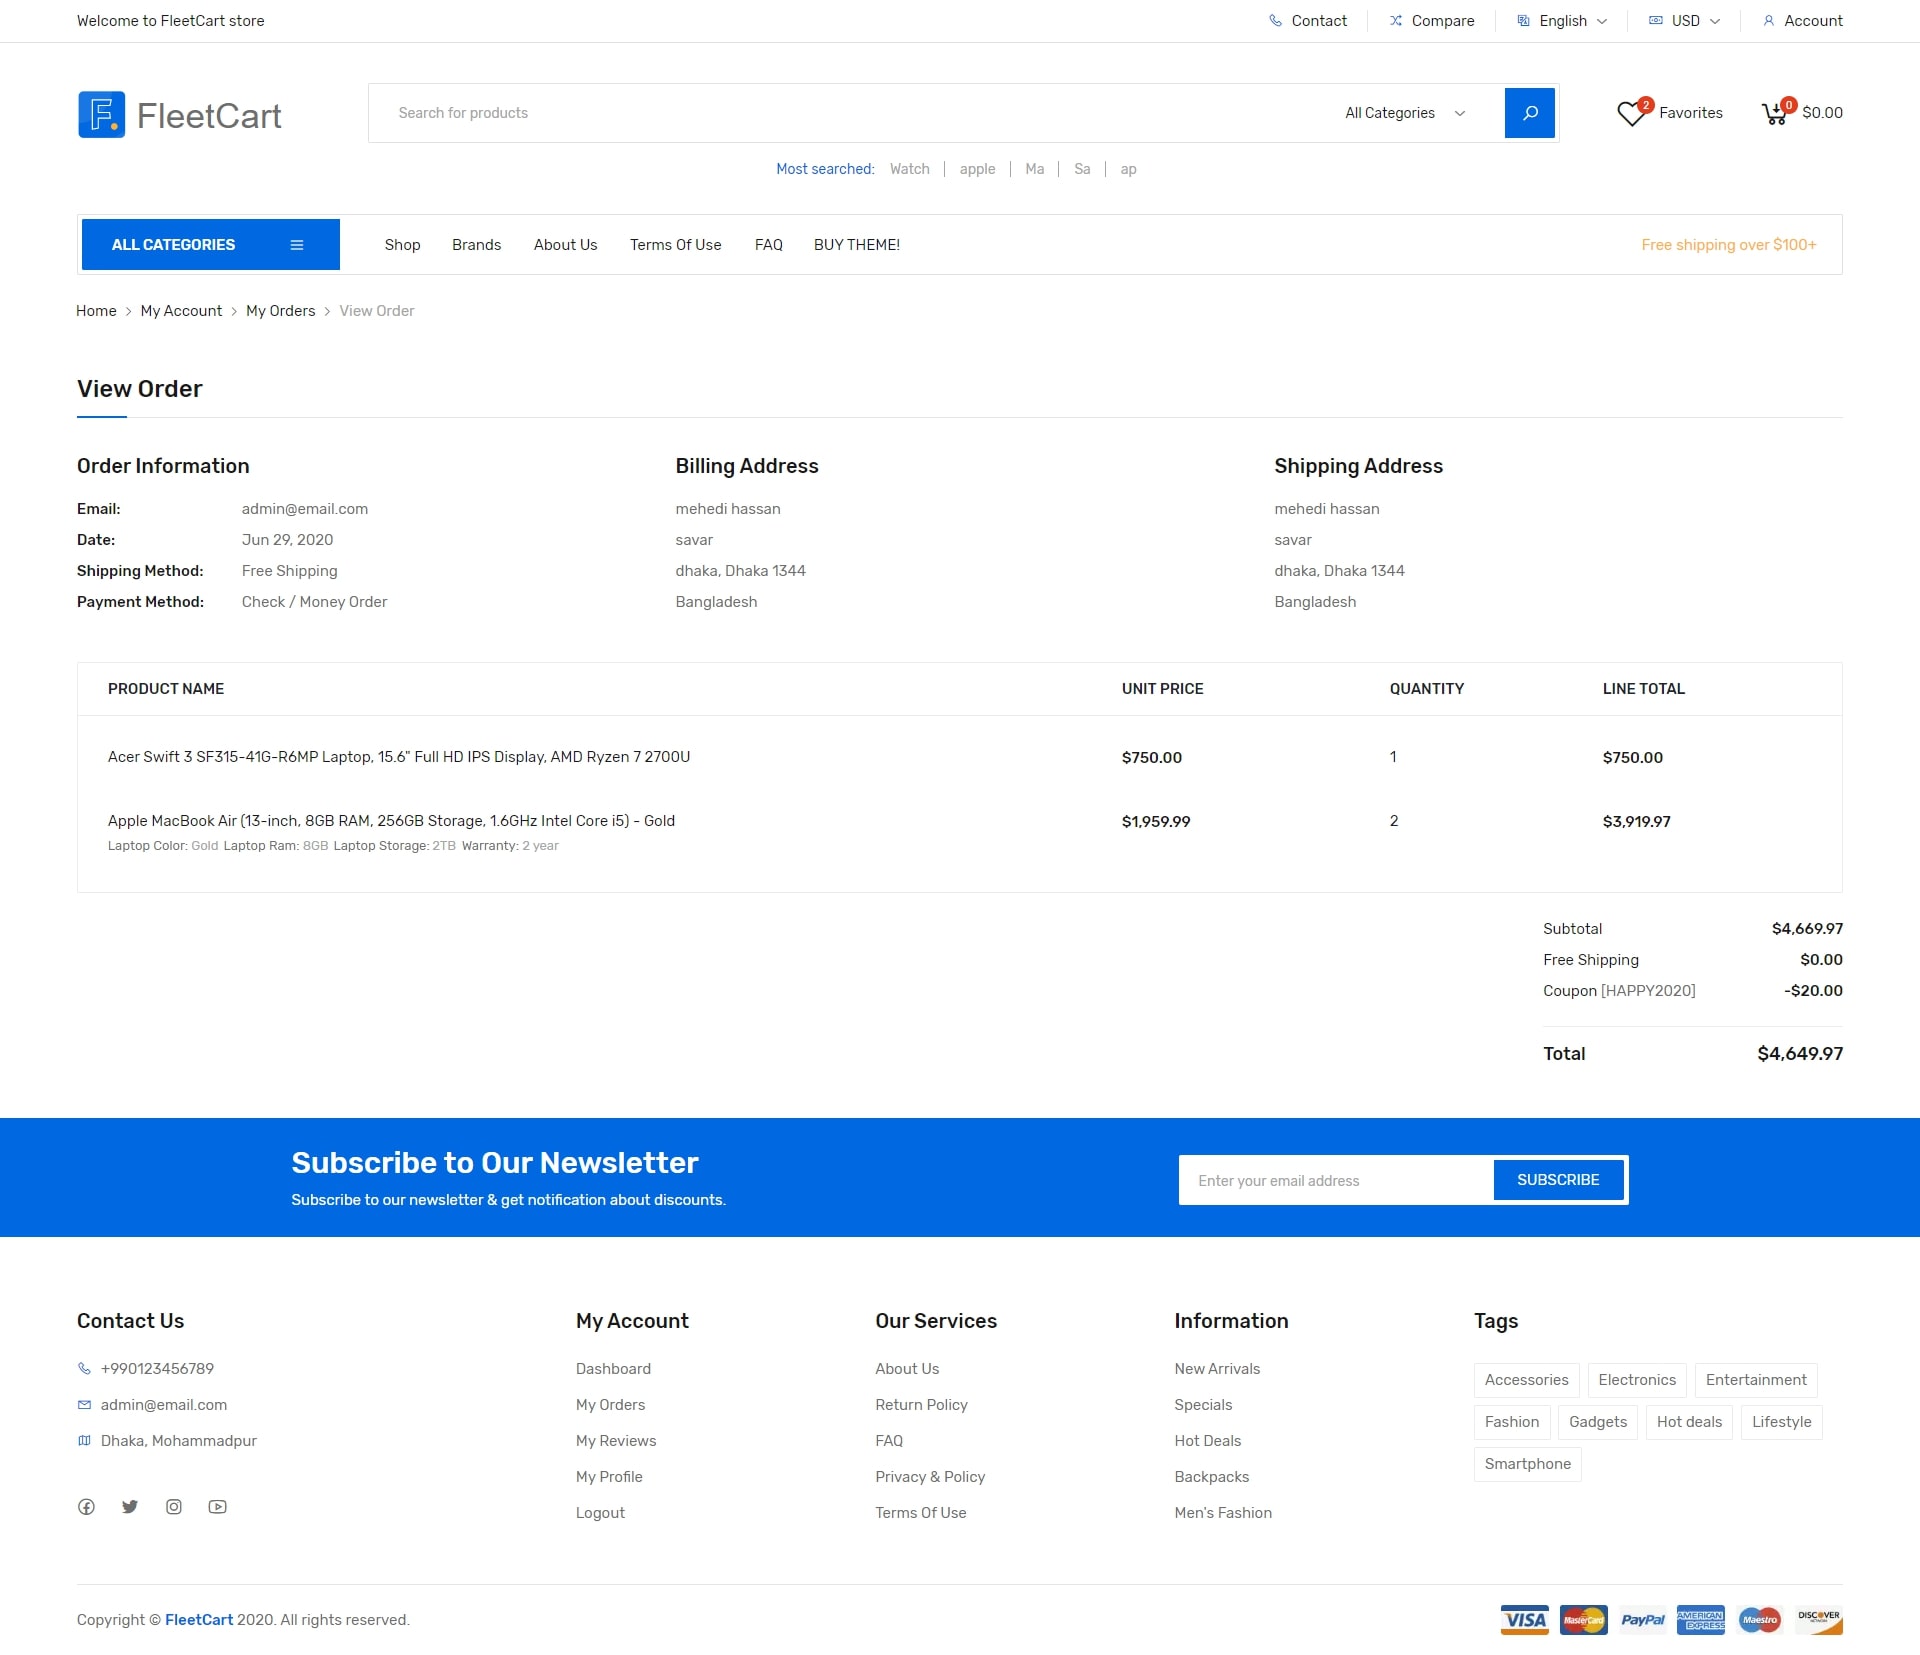 Welcome to FleetCart store Contact Compare English USD Account
FleetCart Search for products All Categories 2 Favorites 0 $0.00
Most searched: Watch apple Ma Sa ap
ALL CATEGORIES Shop Brands About Us Terms Of Use FAQ BUY THEME! Free shipping over $100+
Home > My Account > My Orders > View Order
View Order
Order Information
Email: admin@email.com
Date: Jun 29, 2020
Shipping Method: Free Shipping
Payment Method: Check / Money Order
Billing Address
mehedi hassan
savar
dhaka, Dhaka 1344
Bangladesh
Shipping Address
mehedi hassan
savar
dhaka, Dhaka 1344
Bangladesh
PRODUCT NAME UNIT PRICE QUANTITY LINE TOTAL
Acer Swift 3 SF315-41G-R6MP Laptop, 15.6" Full HD IPS Display, AMD Ryzen 7 2700U $750.00 1 $750.00
Apple MacBook Air (13-inch, 8GB RAM, 256GB Storage, 1.6GHz Intel Core i5) - Gold $1,959.99 2 $3,919.97
Laptop Color: Gold Laptop Ram: 8GB Laptop Storage: 2TB Warranty: 2 year
Subtotal $4,669.97
Free Shipping $0.00
Coupon [HAPPY2020] -$20.00
Total $4,649.97
Subscribe to Our Newsletter
Subscribe to our newsletter & get notification about discounts.
Enter your email address SUBSCRIBE
Contact Us
+990123456789
admin@email.com
Dhaka, Mohammadpur
My Account
Dashboard
My Orders
My Reviews
My Profile
Logout
Our Services
About Us
Return Policy
FAQ
Privacy & Policy
Terms Of Use
Information
New Arrivals
Specials
Hot Deals
Backpacks
Men's Fashion
Tags
Accessories Electronics Entertainment
Fashion Gadgets Hot deals Lifestyle
Smartphone
Copyright © FleetCart 2020. All rights reserved.
VISA MasterCard PayPal AMERICAN EXPRESS Maestro DISCOVER NETWORK